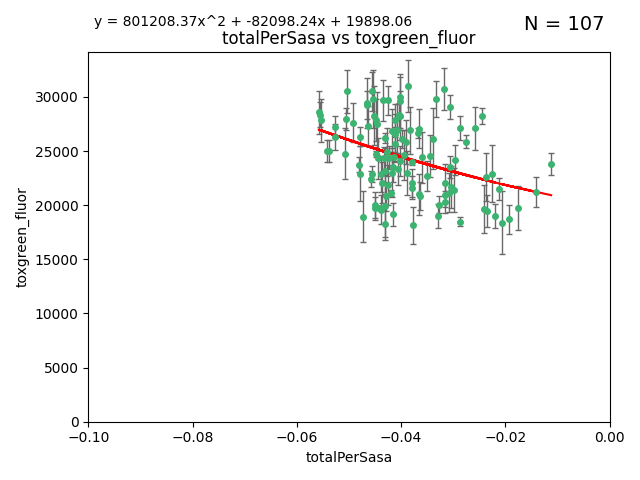 y = 801208.37x^2 + -82098.24x + 19898.06
N = 107
totalPerSasa vs toxgreen_fluor
30000
25000
20000
15000
10000
5000
0
toxgreen_fluor
−0.10 −0.08 −0.06 −0.04 −0.02 0.00
totalPerSasa